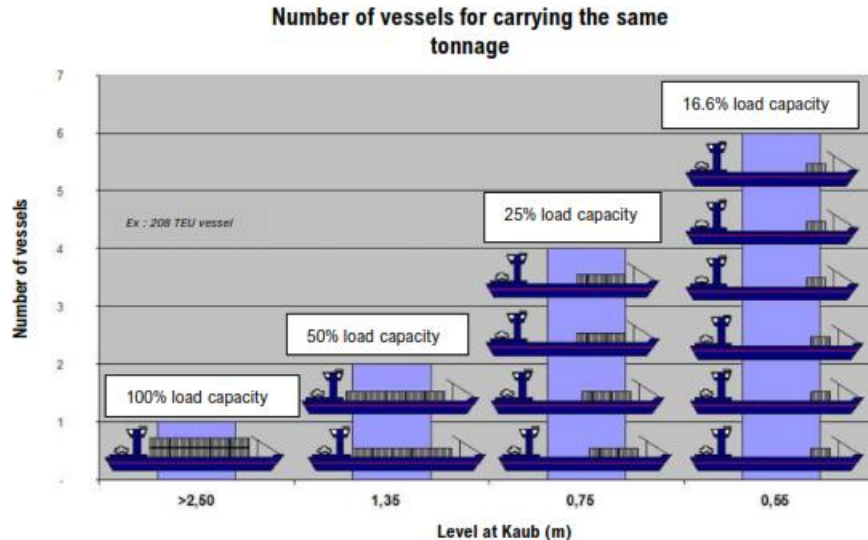 Number of vessels for carrying the same
tonnage
7
16.6% load capacity
6
5
Ex : 208 TEU vessel
25% load capacity
4
3
50% load capacity
2
100% load capacity
1
-
Number of vessels
>2,50
1,35
0,75
0,55
Level at Kaub (m)